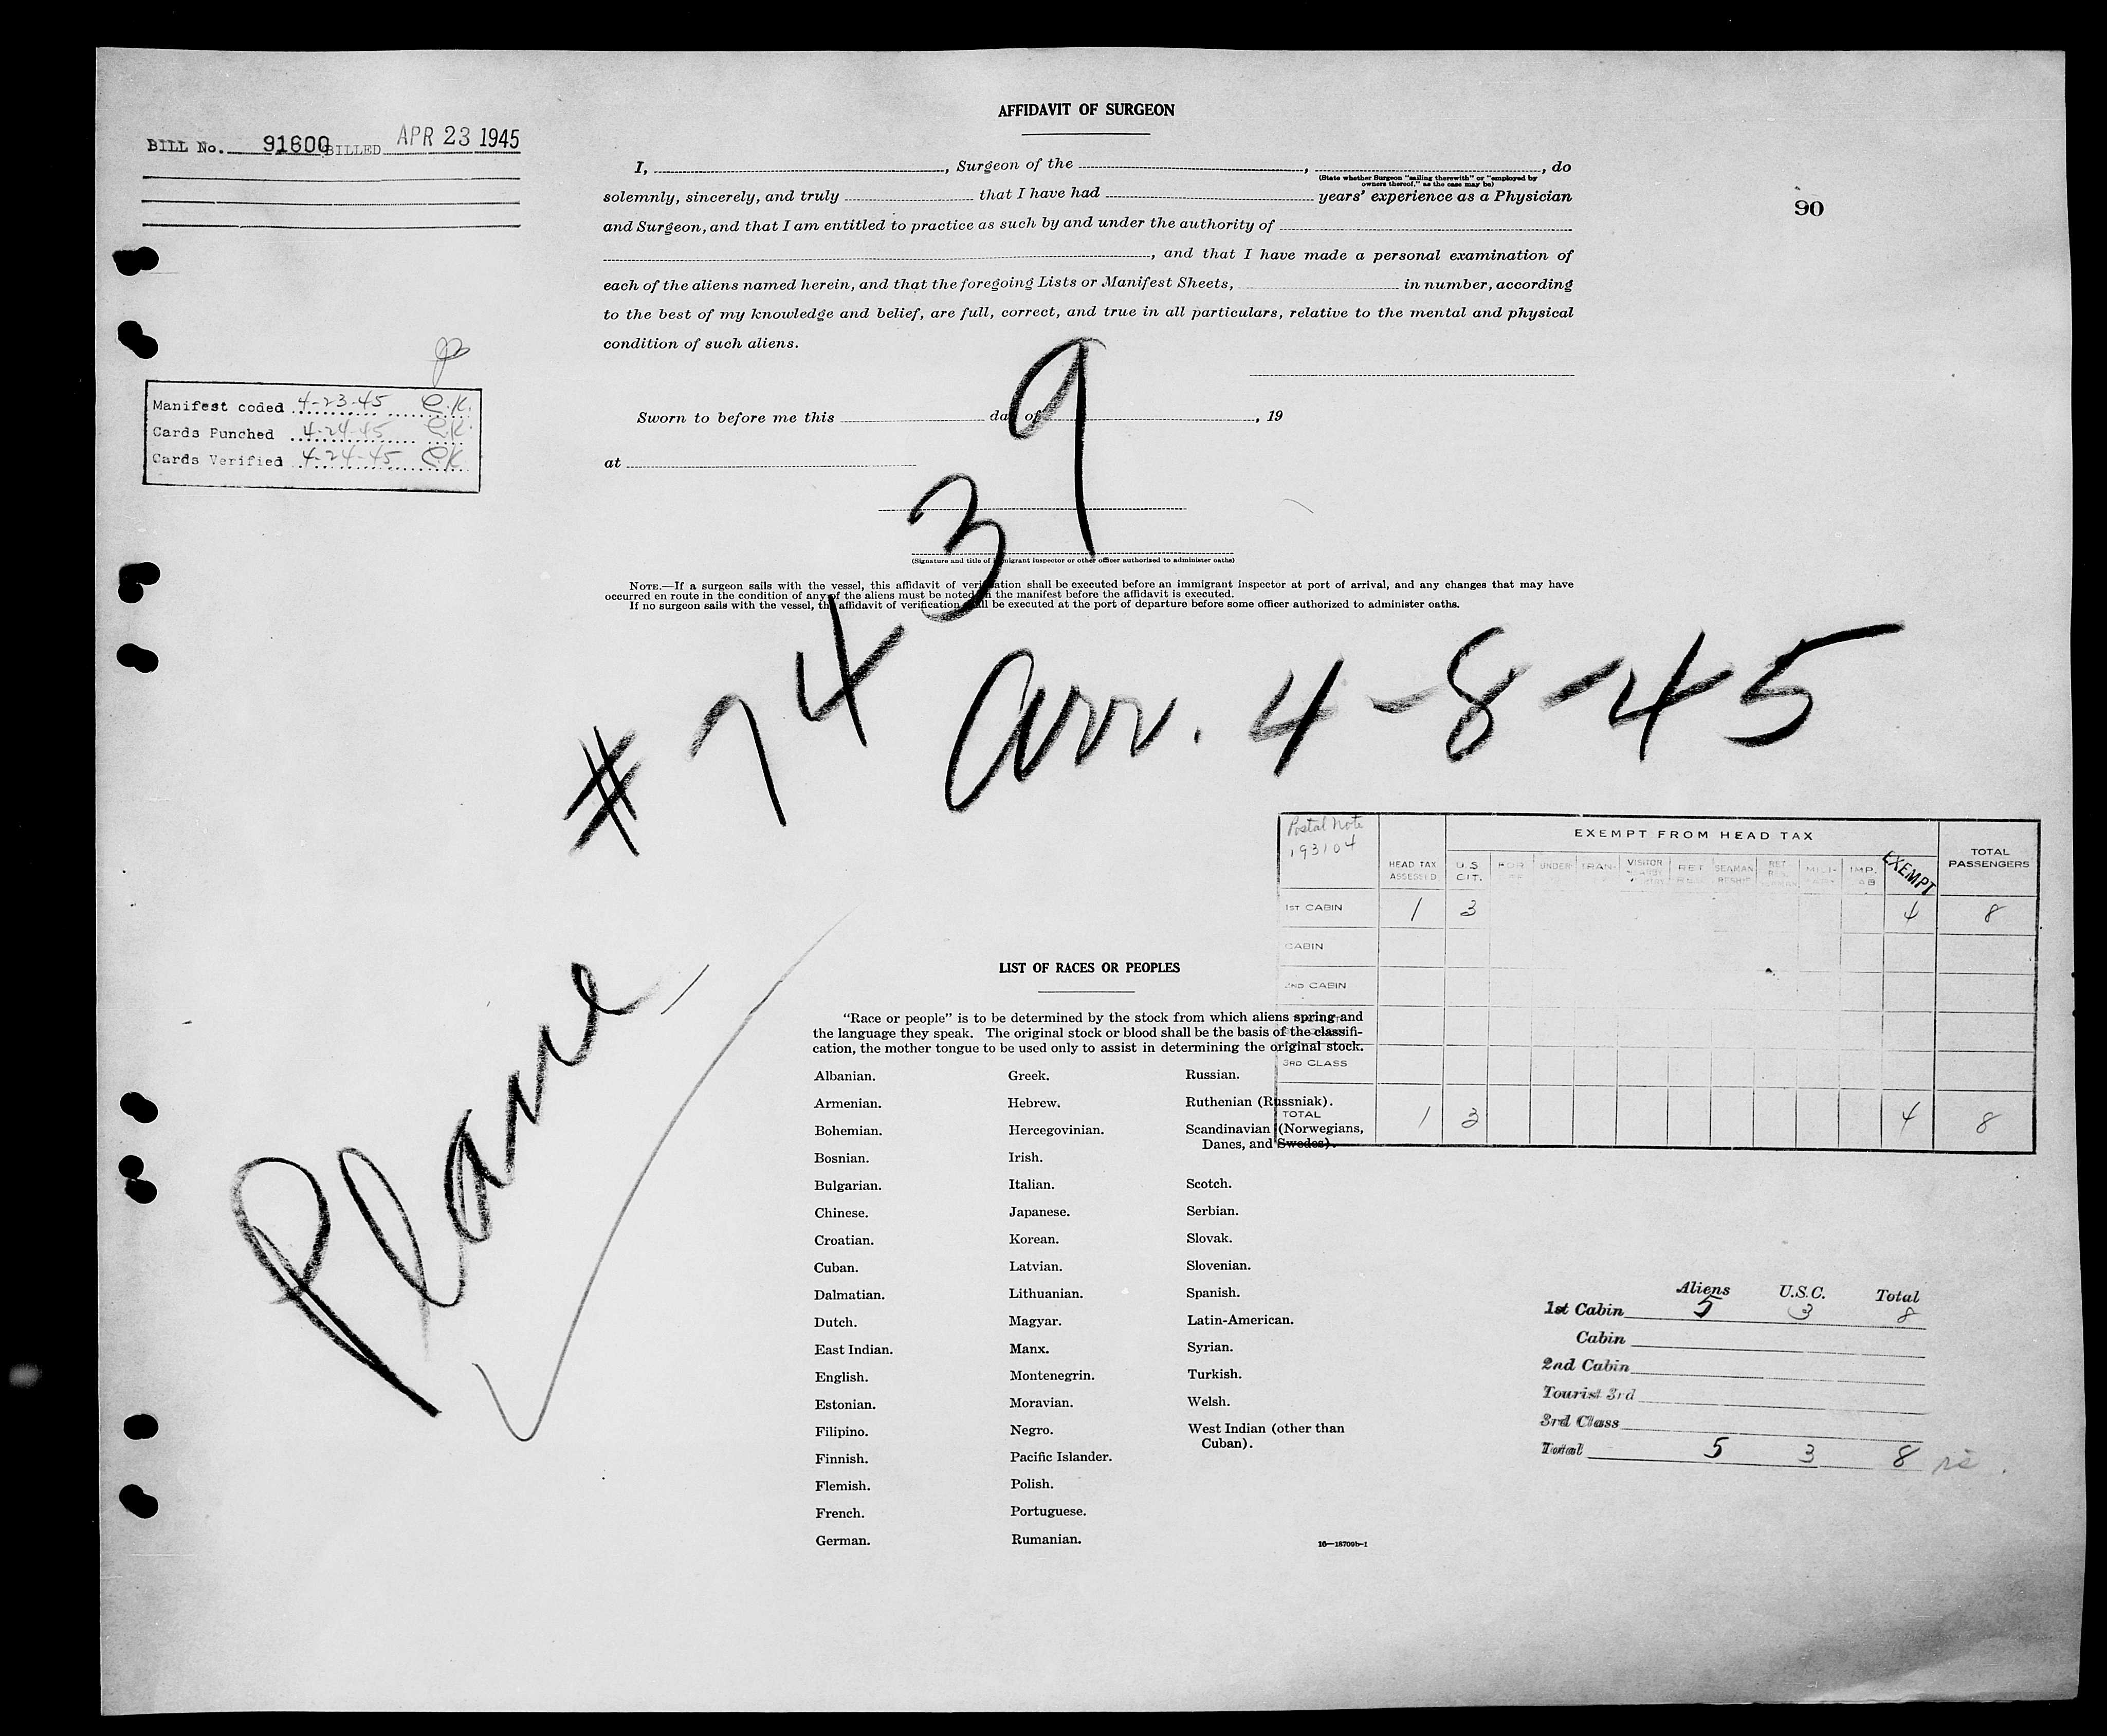 AFFIDAVIT OF SURGEON
BILL No. 91600 BILLED APR 23 1945
I, , Surgeon of the , , do
(State whether Surgeon "sailing therewith" or "employed by
owners thereof," as the case may be)
solemnly, sincerely, and truly that I have had years' experience as a Physician
90
and Surgeon, and that I am entitled to practice as such by and under the authority of
, and that I have made a personal examination of
each of the aliens named herein, and that the foregoing Lists or Manifest Sheets, in number, according
to the best of my knowledge and belief, are full, correct, and true in all particulars, relative to the mental and physical
condition of such aliens.
Manifest coded 4-23-45 C.K.
Cards Punched 4-24-45 C.K.
Cards Verified 4-24-45 CK
Sworn to before me this day of , 19
at
(Signature and title of immigrant inspector or other officer authorized to administer oaths)
NOTE.—If a surgeon sails with the vessel, this affidavit of verification shall be executed before an immigrant inspector at port of arrival, and any changes that may have
occurred en route in the condition of any of the aliens must be noted on the manifest before the affidavit is executed.
If no surgeon sails with the vessel, the affidavit of verification shall be executed at the port of departure before some officer authorized to administer oaths.
Plane # 7439
arr. 4-8-45
Postal Note
193104
EXEMPT FROM HEAD TAX
HEAD TAX ASSESSED U.S. CIT. UNDER- TRAN- VISITOR RET SEAMAN RET MILI- IMP. AB EXEMPT TOTAL PASSENGERS
1ST CABIN 1 3 4 8
CABIN
2ND CABIN
3RD CLASS
TOTAL 1 3 4 8
LIST OF RACES OR PEOPLES
"Race or people" is to be determined by the stock from which aliens spring and
the language they speak. The original stock or blood shall be the basis of the classifi-
cation, the mother tongue to be used only to assist in determining the original stock.
Albanian.
Armenian.
Bohemian.
Bosnian.
Bulgarian.
Chinese.
Croatian.
Cuban.
Dalmatian.
Dutch.
East Indian.
English.
Estonian.
Filipino.
Finnish.
Flemish.
French.
German.
Greek.
Hebrew.
Hercegovinian.
Irish.
Italian.
Japanese.
Korean.
Latvian.
Lithuanian.
Magyar.
Manx.
Montenegrin.
Moravian.
Negro.
Pacific Islander.
Polish.
Portuguese.
Rumanian.
Russian.
Ruthenian (Russniak).
Scandinavian (Norwegians,
Danes, and Swedes).
Scotch.
Serbian.
Slovak.
Slovenian.
Spanish.
Latin-American.
Syrian.
Turkish.
Welsh.
West Indian (other than
Cuban).
16—18709b-1
Aliens U.S.C. Total
1st Cabin 5 3 8
Cabin
2nd Cabin
Tourist 3rd
3rd Class
Total 5 3 8